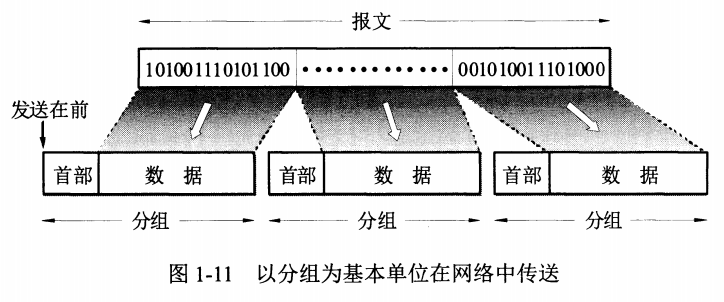 报文
1010011110101100 ············· 0010100111101000
发送在前
首部 数 据 首部 数 据 首部 数 据
分组 分组 分组
图 1-11 以分组为基本单位在网络中传送